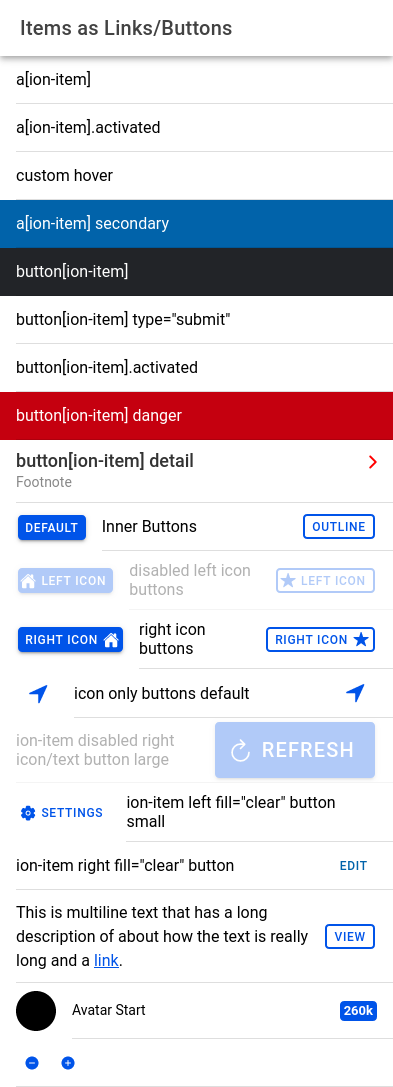 Items as Links/Buttons
a[ion-item]
a[ion-item].activated
custom hover
a[ion-item] secondary
button[ion-item]
button[ion-item] type="submit"
button[ion-item].activated
button[ion-item] danger
button[ion-item] detail
Footnote
DEFAULT Inner Buttons OUTLINE
LEFT ICON disabled left icon buttons LEFT ICON
RIGHT ICON right icon buttons RIGHT ICON
icon only buttons default
ion-item disabled right
icon/text button large
REFRESH
SETTINGS
ion-item left fill="clear" button
small
ion-item right fill="clear" button EDIT
This is multiline text that has a long
description of about how the text is really
long and a link.
VIEW
Avatar Start 260k